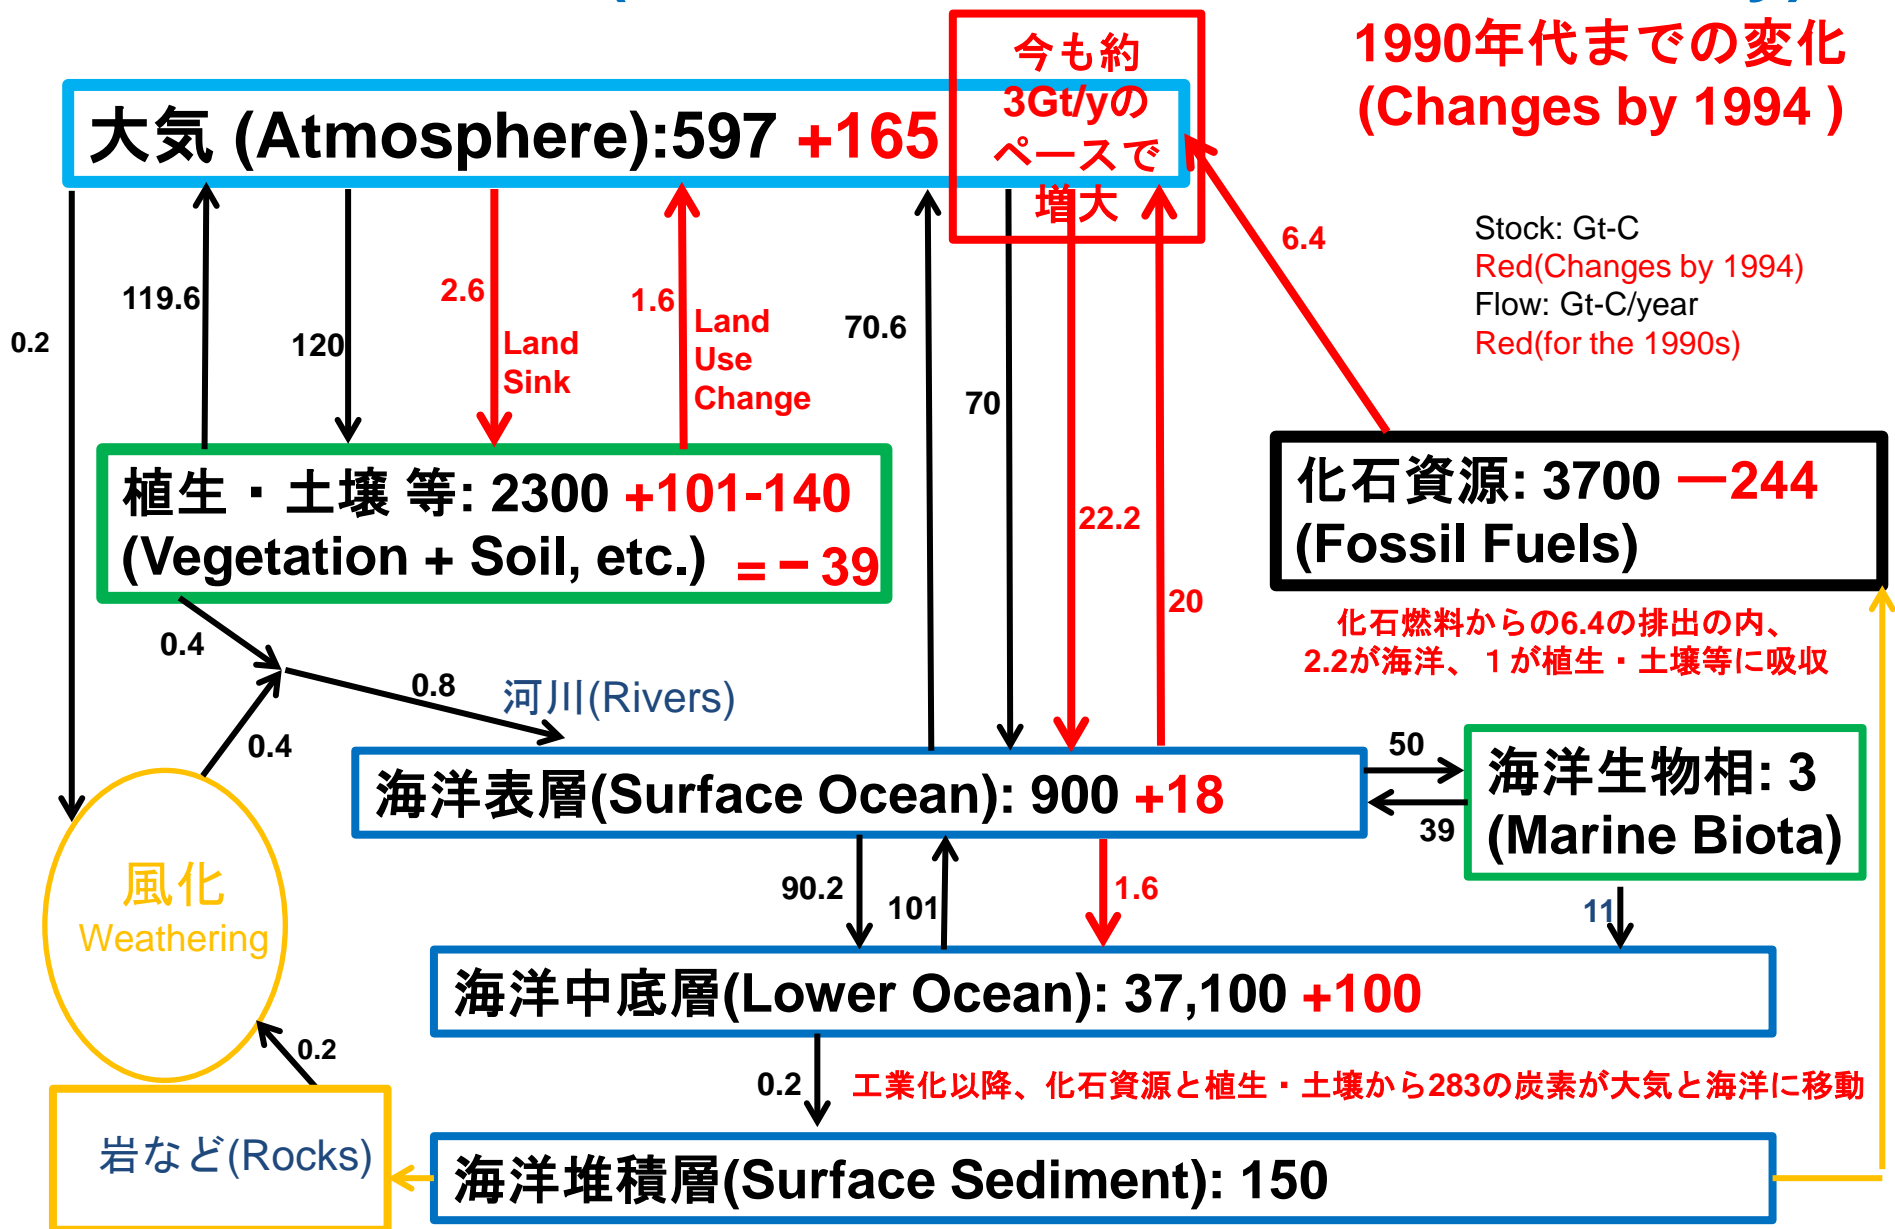 1990年代までの変化
(Changes by 1994 )
今も約
3Gt/yの
ペースで
増大
大気 (Atmosphere):597 +165
Stock: Gt-C
Red(Changes by 1994)
Flow: Gt-C/year
Red(for the 1990s)
6.4
119.6
2.6
1.6
0.2
120
70.6
Land
Sink
Land
Use
Change
70
植生・土壌 等: 2300 +101-140
(Vegetation + Soil, etc.) =－39
22.2
20
化石資源: 3700 －244
(Fossil Fuels)
化石燃料からの6.4の排出の内、
2.2が海洋、１が植生・土壌等に吸収
0.4
0.8
河川(Rivers)
0.4
海洋表層(Surface Ocean): 900 +18
50
39
海洋生物相: 3
(Marine Biota)
風化
Weathering
90.2
101
1.6
11
海洋中底層(Lower Ocean): 37,100 +100
0.2
0.2
工業化以降、化石資源と植生・土壌から283の炭素が大気と海洋に移動
岩など(Rocks)
海洋堆積層(Surface Sediment): 150